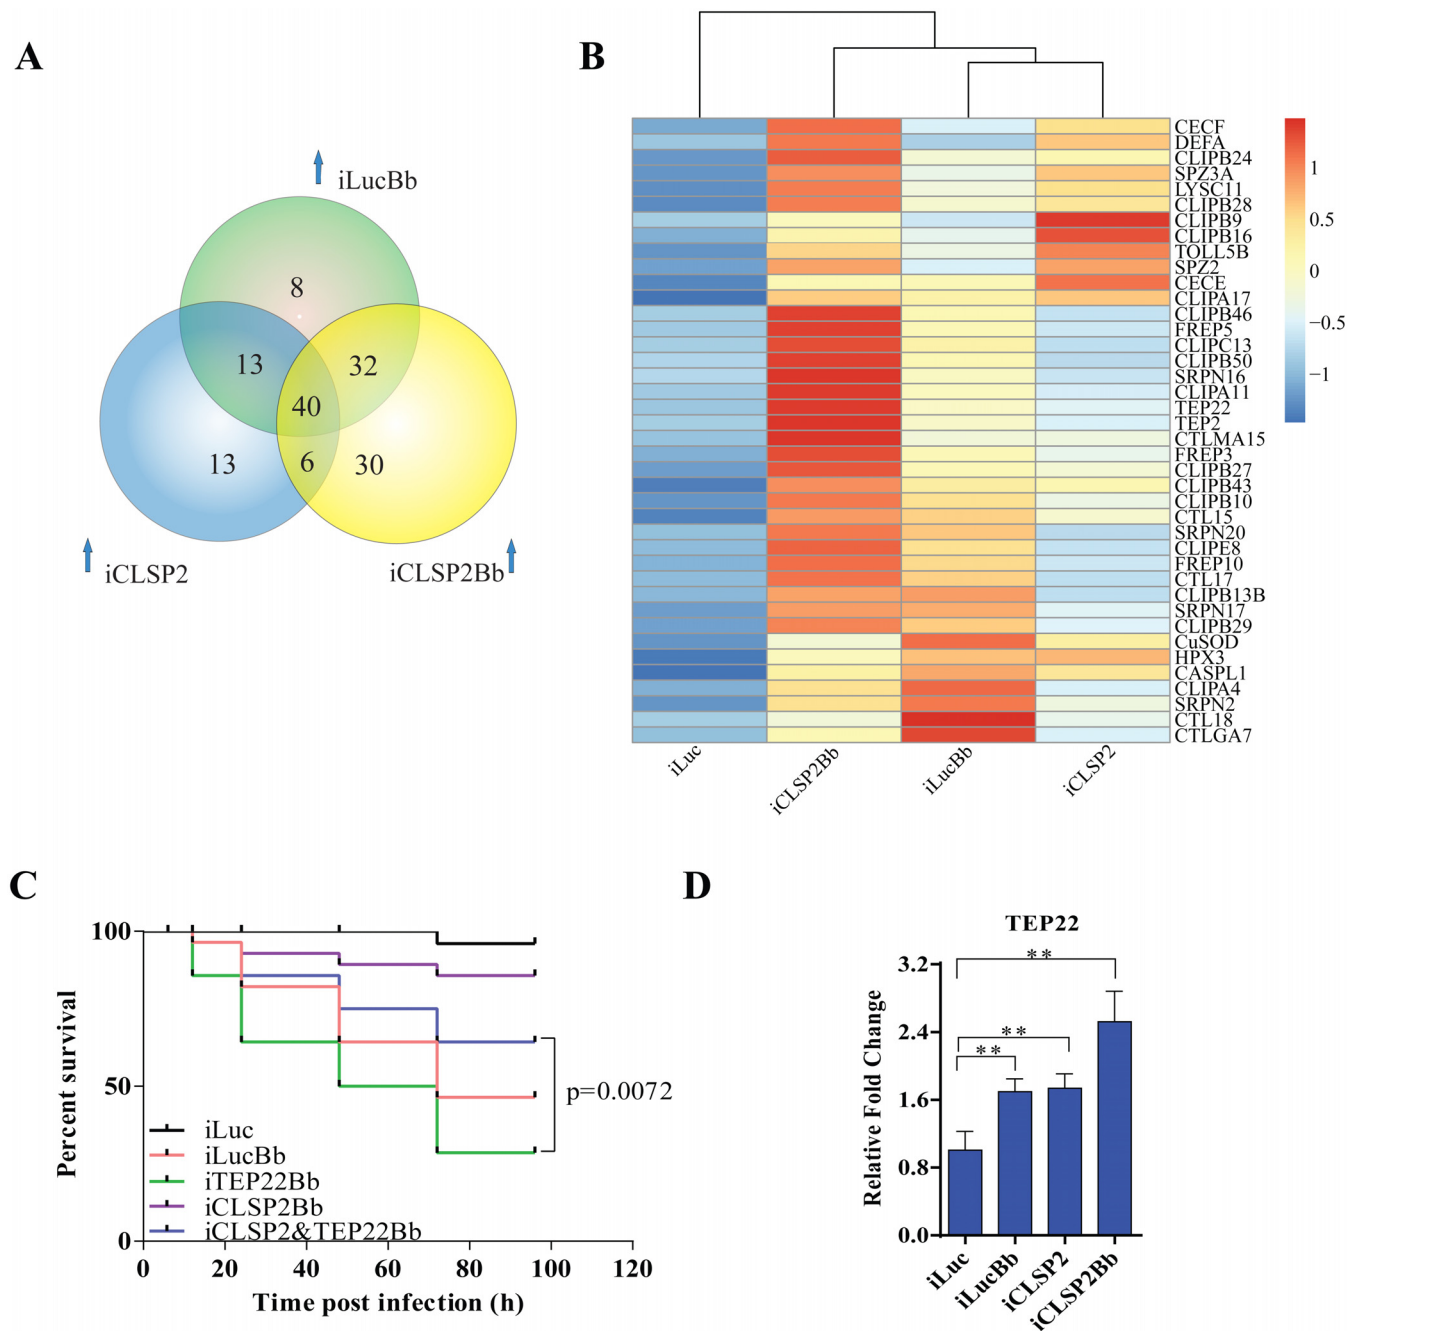 A
iLucBb
8
13
32
40
13
6
30
iCLSP2
iCLSP2Bb
B
CECF
DEFA
CLIPB24
SPZ3A
LYSC11
CLIPB28
CLIPB9
CLIPB16
TOLL5B
SPZ2
CECE
CLIPA17
CLIPB46
FREP5
CLIPC13
CLIPB50
SRPN16
CLIPA11
TEP22
TEP2
CTLMA15
FREP3
CLIPB27
CLIPB43
CLIPB10
CTL15
SRPN20
CLIPE8
FREP10
CTL17
CLIPB13B
SRPN17
CLIPB29
CuSOD
HPX3
CASPL1
CLIPA4
SRPN2
CTL18
CTLGA7
1
0.5
0
−0.5
−1
iLuc
iCLSP2Bb
iLucBb
iCLSP2
C
Percent survival
100
50
0
iLuc
iLucBb
iTEP22Bb
iCLSP2Bb
iCLSP2&TEP22Bb
p=0.0072
0 20 40 60 80 100 120
Time post infection (h)
D
TEP22
Relative Fold Change
3.2
2.4
1.6
0.8
0.0
**
**
**
iLuc
iLucBb
iCLSP2
iCLSP2Bb